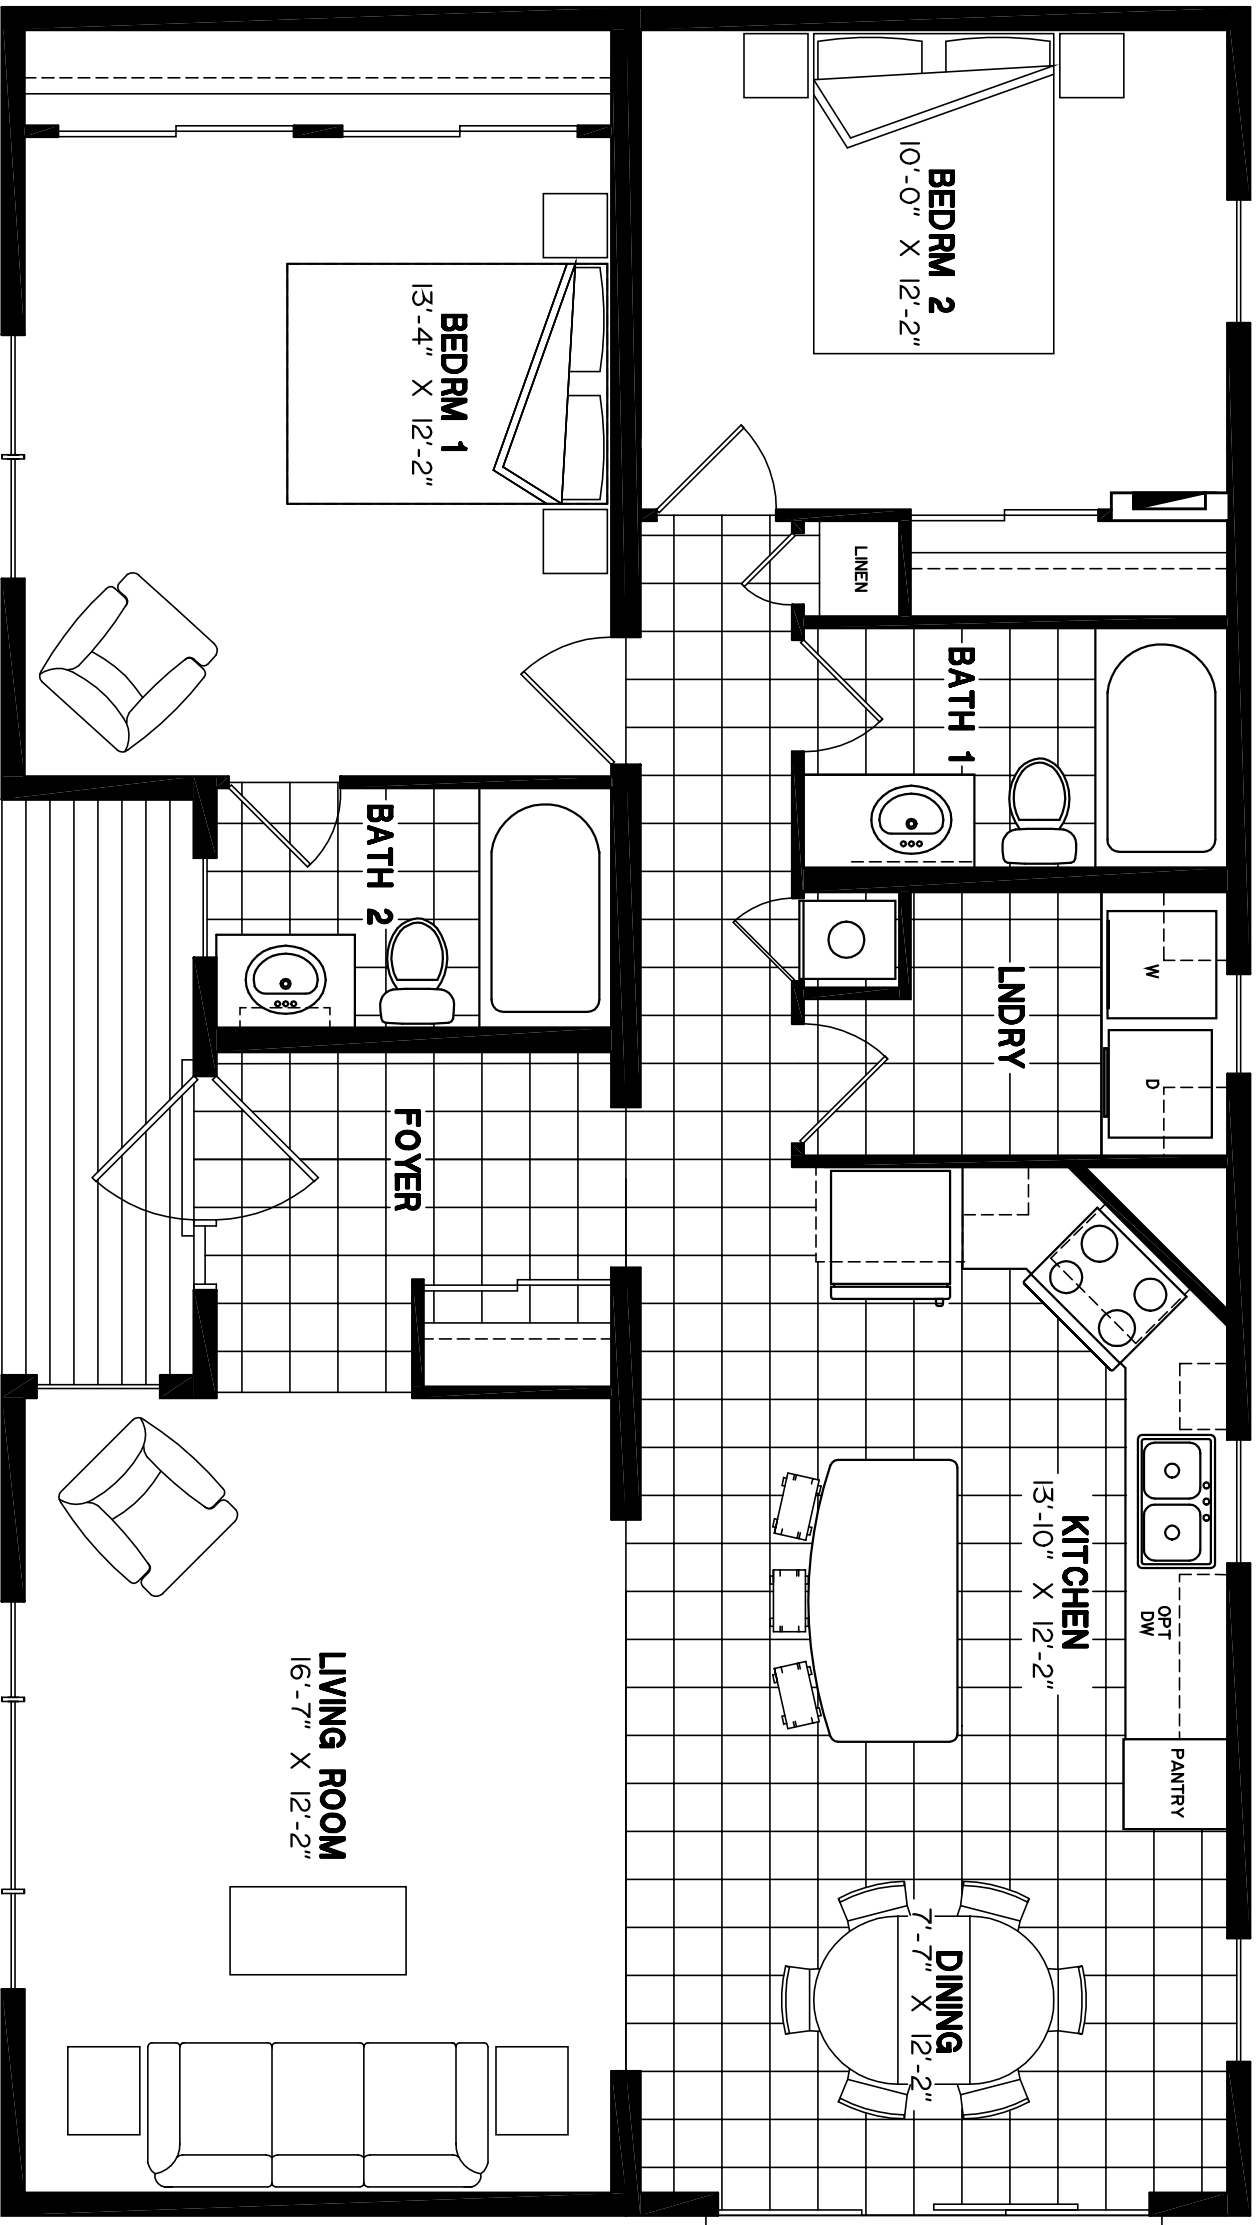 BEDRM 2
10'-0" X 12'-2"
BEDRM 1
13'-4" X 12'-2"
LINEN
BATH 1
BATH 2
W
D
LNDRY
FOYER
KITCHEN
13'-10" X 12'-2"
OPT
DW
PANTRY
LIVING ROOM
16'-7" X 12'-2"
DINING
7'-7" X 12'-2"